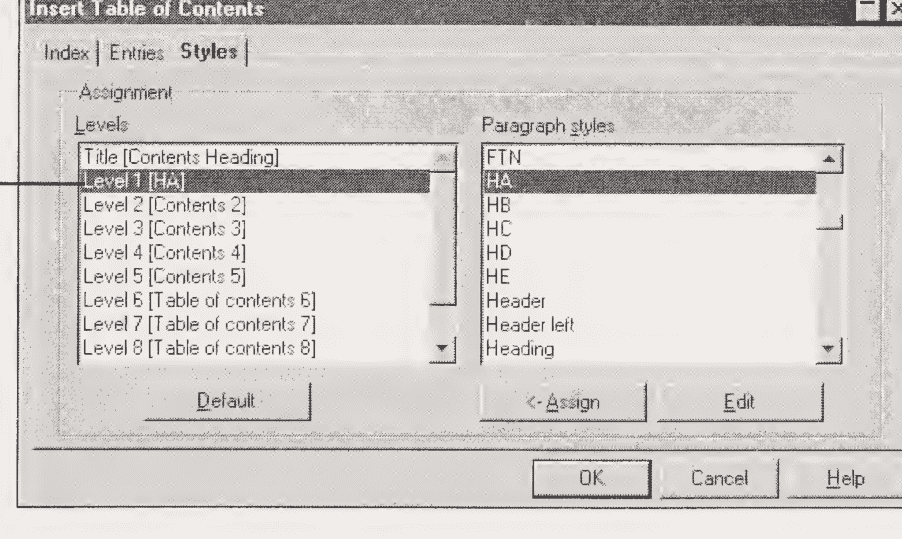 Insert Table of Contents
Index Entries Styles
Assignment
Levels
Title [Contents Heading]
Level 1 [HA]
Level 2 [Contents 2]
Level 3 [Contents 3]
Level 4 [Contents 4]
Level 5 [Contents 5]
Level 6 [Table of contents 6]
Level 7 [Table of contents 7]
Level 8 [Table of contents 8]
Default
Paragraph styles
FTN
HA
HB
HC
HD
HE
Header
Header left
Heading
<- Assign Edit
OK Cancel Help